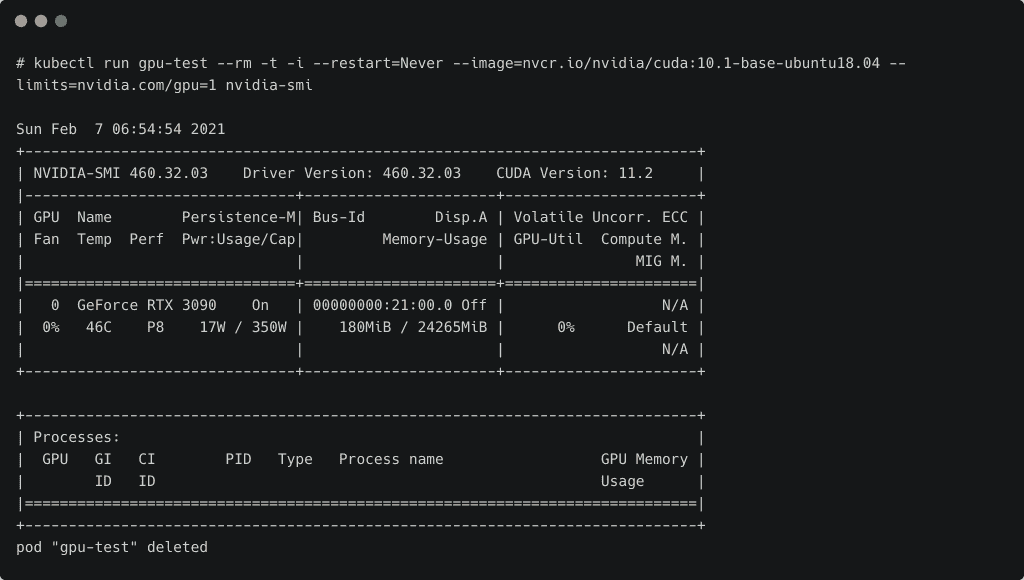 # kubectl run gpu-test --rm -t -i --restart=Never --image=nvcr.io/nvidia/cuda:10.1-base-ubuntu18.04 --
limits=nvidia.com/gpu=1 nvidia-smi

Sun Feb  7 06:54:54 2021
+-----------------------------------------------------------------------------+
| NVIDIA-SMI 460.32.03    Driver Version: 460.32.03    CUDA Version: 11.2     |
|-------------------------------+----------------------+----------------------+
| GPU  Name        Persistence-M| Bus-Id        Disp.A | Volatile Uncorr. ECC |
| Fan  Temp  Perf  Pwr:Usage/Cap|         Memory-Usage | GPU-Util  Compute M. |
|                               |                      |               MIG M. |
|===============================+======================+======================|
|   0  GeForce RTX 3090    On   | 00000000:21:00.0 Off |                  N/A |
|  0%   46C    P8    17W / 350W |    180MiB / 24265MiB |      0%      Default |
|                               |                      |                  N/A |
+-------------------------------+----------------------+----------------------+

+-----------------------------------------------------------------------------+
| Processes:                                                                  |
|  GPU   GI   CI        PID   Type   Process name                  GPU Memory |
|        ID   ID                                                   Usage      |
|=============================================================================|
+-----------------------------------------------------------------------------+
pod "gpu-test" deleted